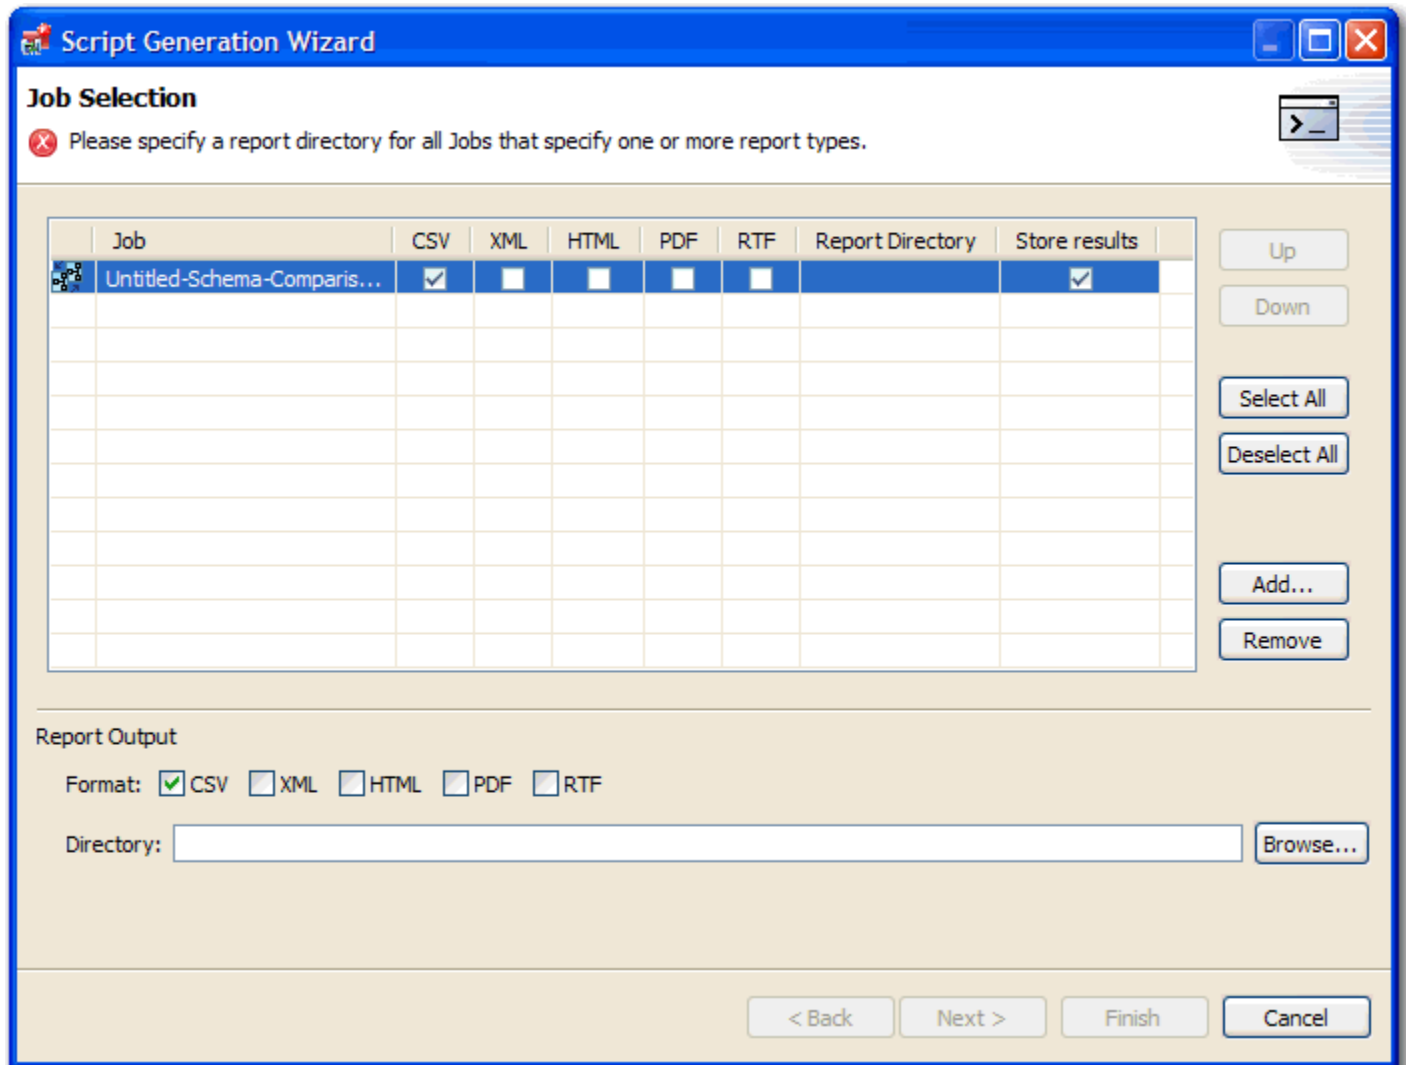 Script Generation Wizard
Job Selection
Please specify a report directory for all Jobs that specify one or more report types.
Job CSV XML HTML PDF RTF Report Directory Store results
Untitled-Schema-Comparis...
Up
Down
Select All
Deselect All
Add...
Remove
Report Output
Format: CSV XML HTML PDF RTF
Directory: Browse...
< Back Next > Finish Cancel